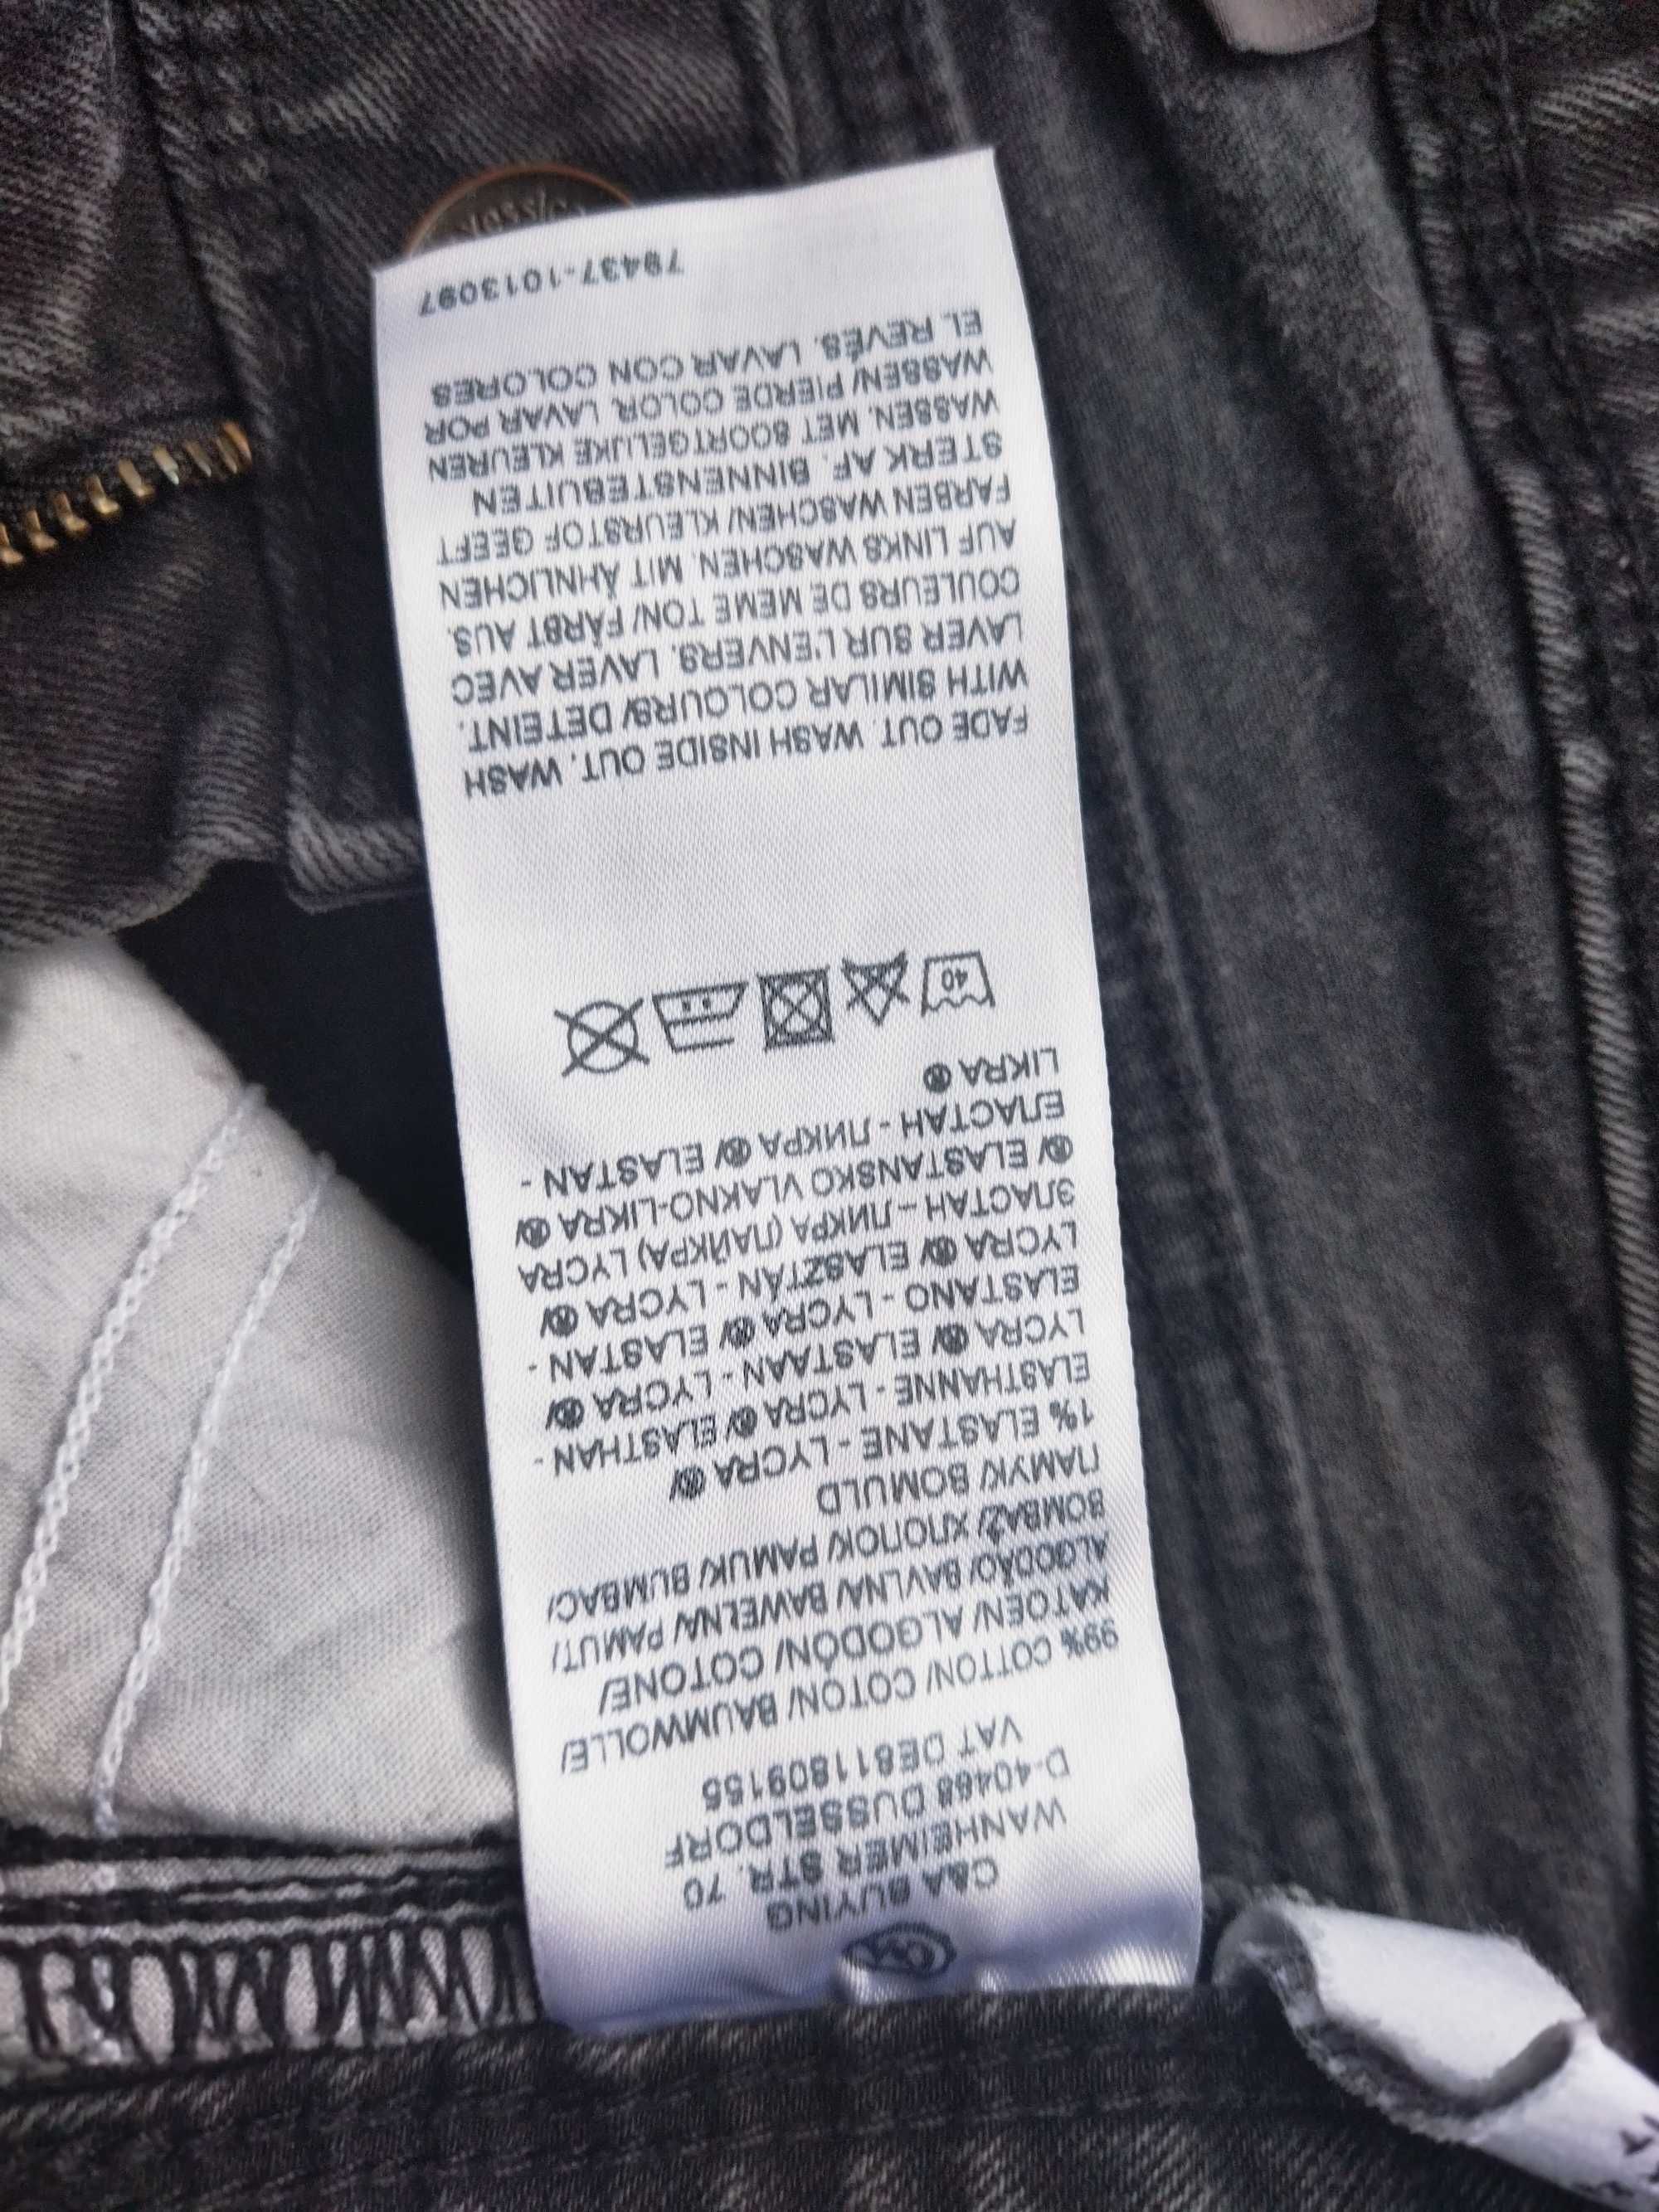 C&A BUYING
WANHEIMER STR. 70
D-40468 DUSSELDORF
VAT DE811809155
99% COTTON/ COTON/ BAUMWOLLE/
KATOEN/ ALGODÓN/ COTONE/
ALGODÃO/ BAVLNA/ BAWEŁNA/ PAMUT/
BOMBAŽ/ ХЛОПОК/ PAMUK/ BUMBAC/
ПАМУК/ BOMULD
1% ELASTANE - LYCRA ®/
ELASTHANNE - LYCRA ®/ ELASTHAN -
LYCRA ®/ ELASTAAN - LYCRA ®/
ELASTANO - LYCRA ®/ ELASTAN -
LYCRA ®/ ELASZTÁN - LYCRA ®/
ЭЛАСТАН – ЛИКРА (ЛАЙКРА) LYCRA
®/ ELASTANSKO VLAKNO-LIKRA ®/
ЕЛАСТАН - ЛИКРА ®/ ELASTAN -
LIKRA ®
40
FADE OUT. WASH INSIDE OUT. WASH
WITH SIMILAR COLOURS/ DETEINT.
LAVER SUR L'ENVERS. LAVER AVEC
COULEURS DE MEME TON/ FÄRBT AUS.
AUF LINKS WASCHEN. MIT ÄHNLICHEN
FARBEN WASCHEN/ KLEURSTOF GEEFT
STERK AF. BINNENSTEBUITEN
WASSEN. MET SOORTGELIJKE KLEUREN
WASSEN/ PIERDE COLOR. LAVAR POR
EL REVÉS. LAVAR CON COLORES
79437-1013097